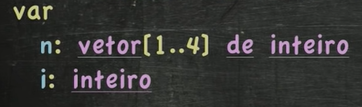 var
n: vetor[1..4] de inteiro
i: inteiro